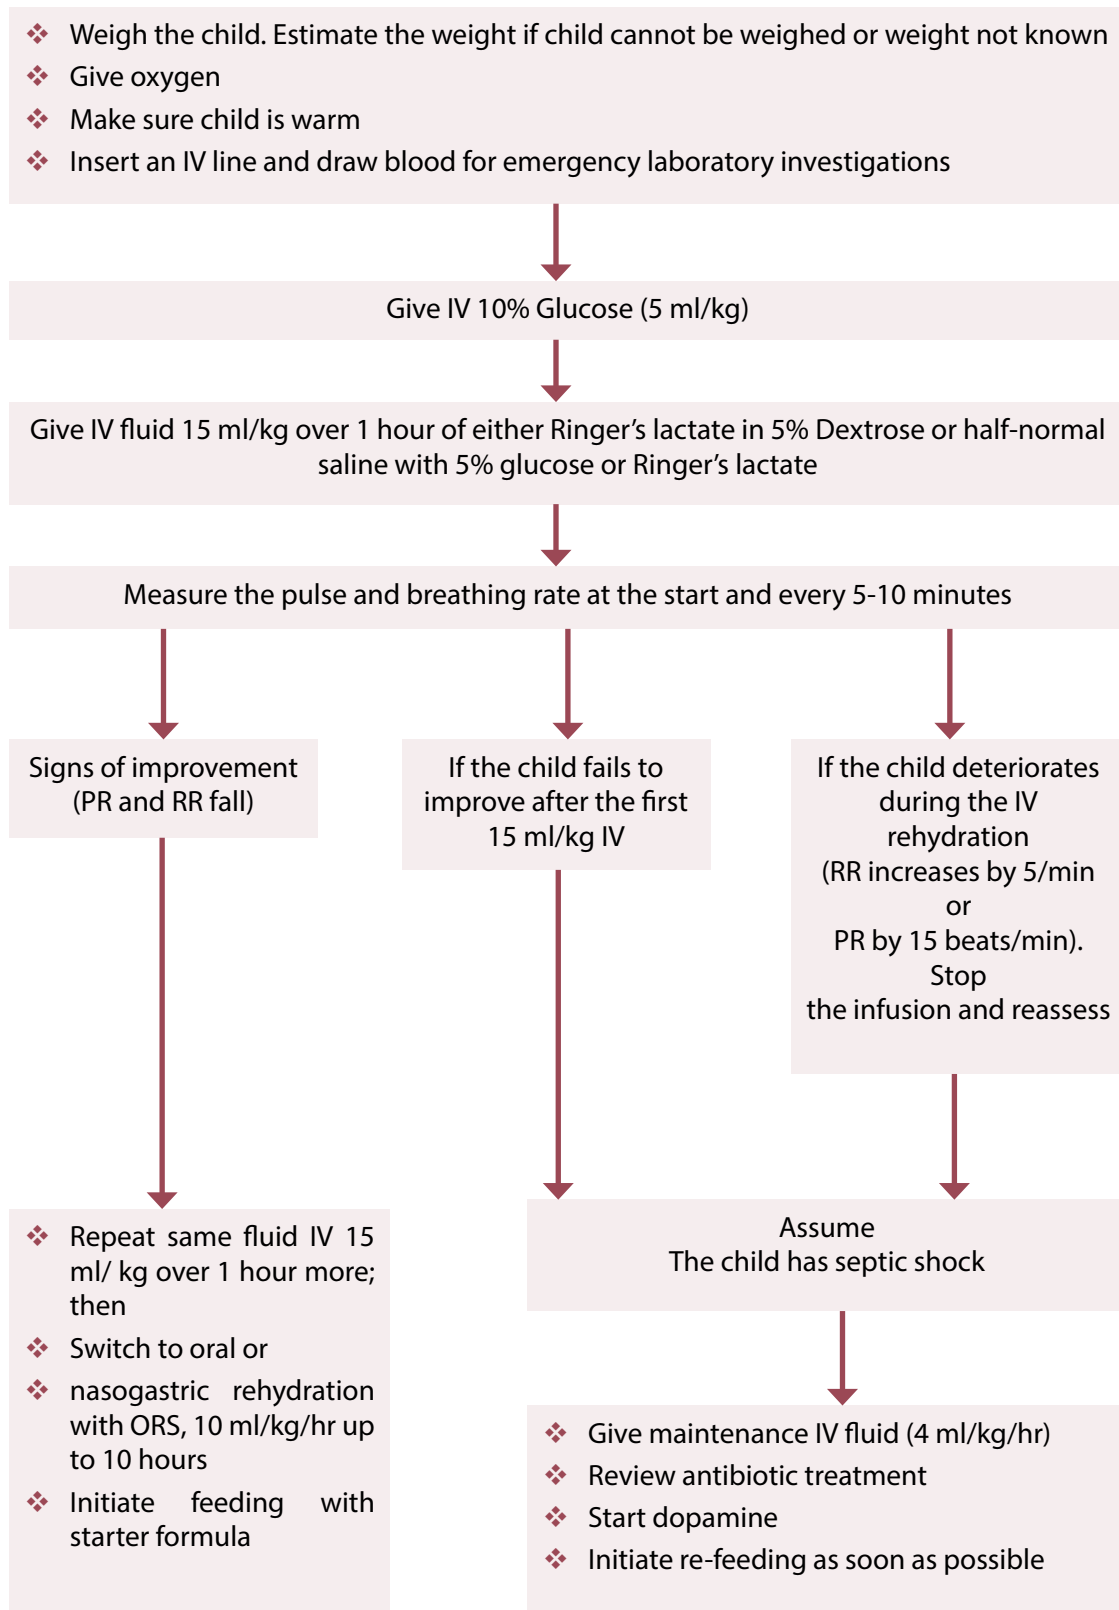 ❖ Weigh the child. Estimate the weight if child cannot be weighed or weight not known
❖ Give oxygen
❖ Make sure child is warm
❖ Insert an IV line and draw blood for emergency laboratory investigations
Give IV 10% Glucose (5 ml/kg)
Give IV fluid 15 ml/kg over 1 hour of either Ringer’s lactate in 5% Dextrose or half-normal
saline with 5% glucose or Ringer’s lactate
Measure the pulse and breathing rate at the start and every 5-10 minutes
Signs of improvement
(PR and RR fall)
If the child fails to
improve after the first
15 ml/kg IV
If the child deteriorates
during the IV
rehydration
(RR increases by 5/min
or
PR by 15 beats/min).
Stop
the infusion and reassess
❖ Repeat same fluid IV 15
ml/ kg over 1 hour more;
then
❖ Switch to oral or
❖ nasogastric rehydration
with ORS, 10 ml/kg/hr up
to 10 hours
❖ Initiate feeding with
starter formula
Assume
The child has septic shock
❖ Give maintenance IV fluid (4 ml/kg/hr)
❖ Review antibiotic treatment
❖ Start dopamine
❖ Initiate re-feeding as soon as possible